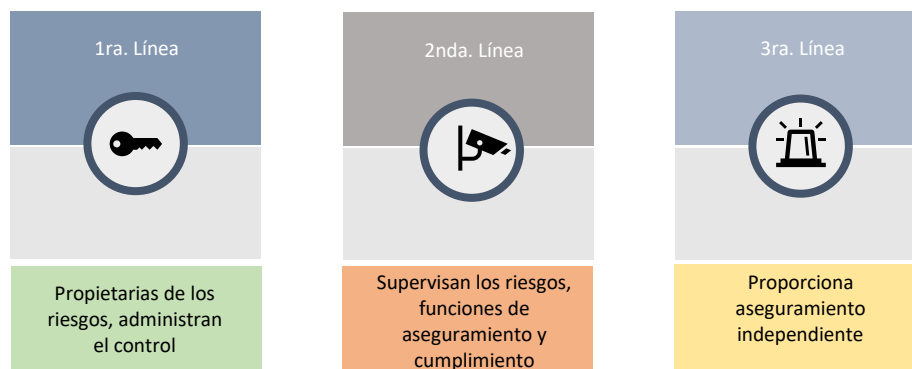 1ra. Línea
Propietarias de los
riesgos, administran
el control
2nda. Línea
Supervisan los riesgos,
funciones de
aseguramiento y
cumplimiento
3ra. Línea
Proporciona
aseguramiento
independiente